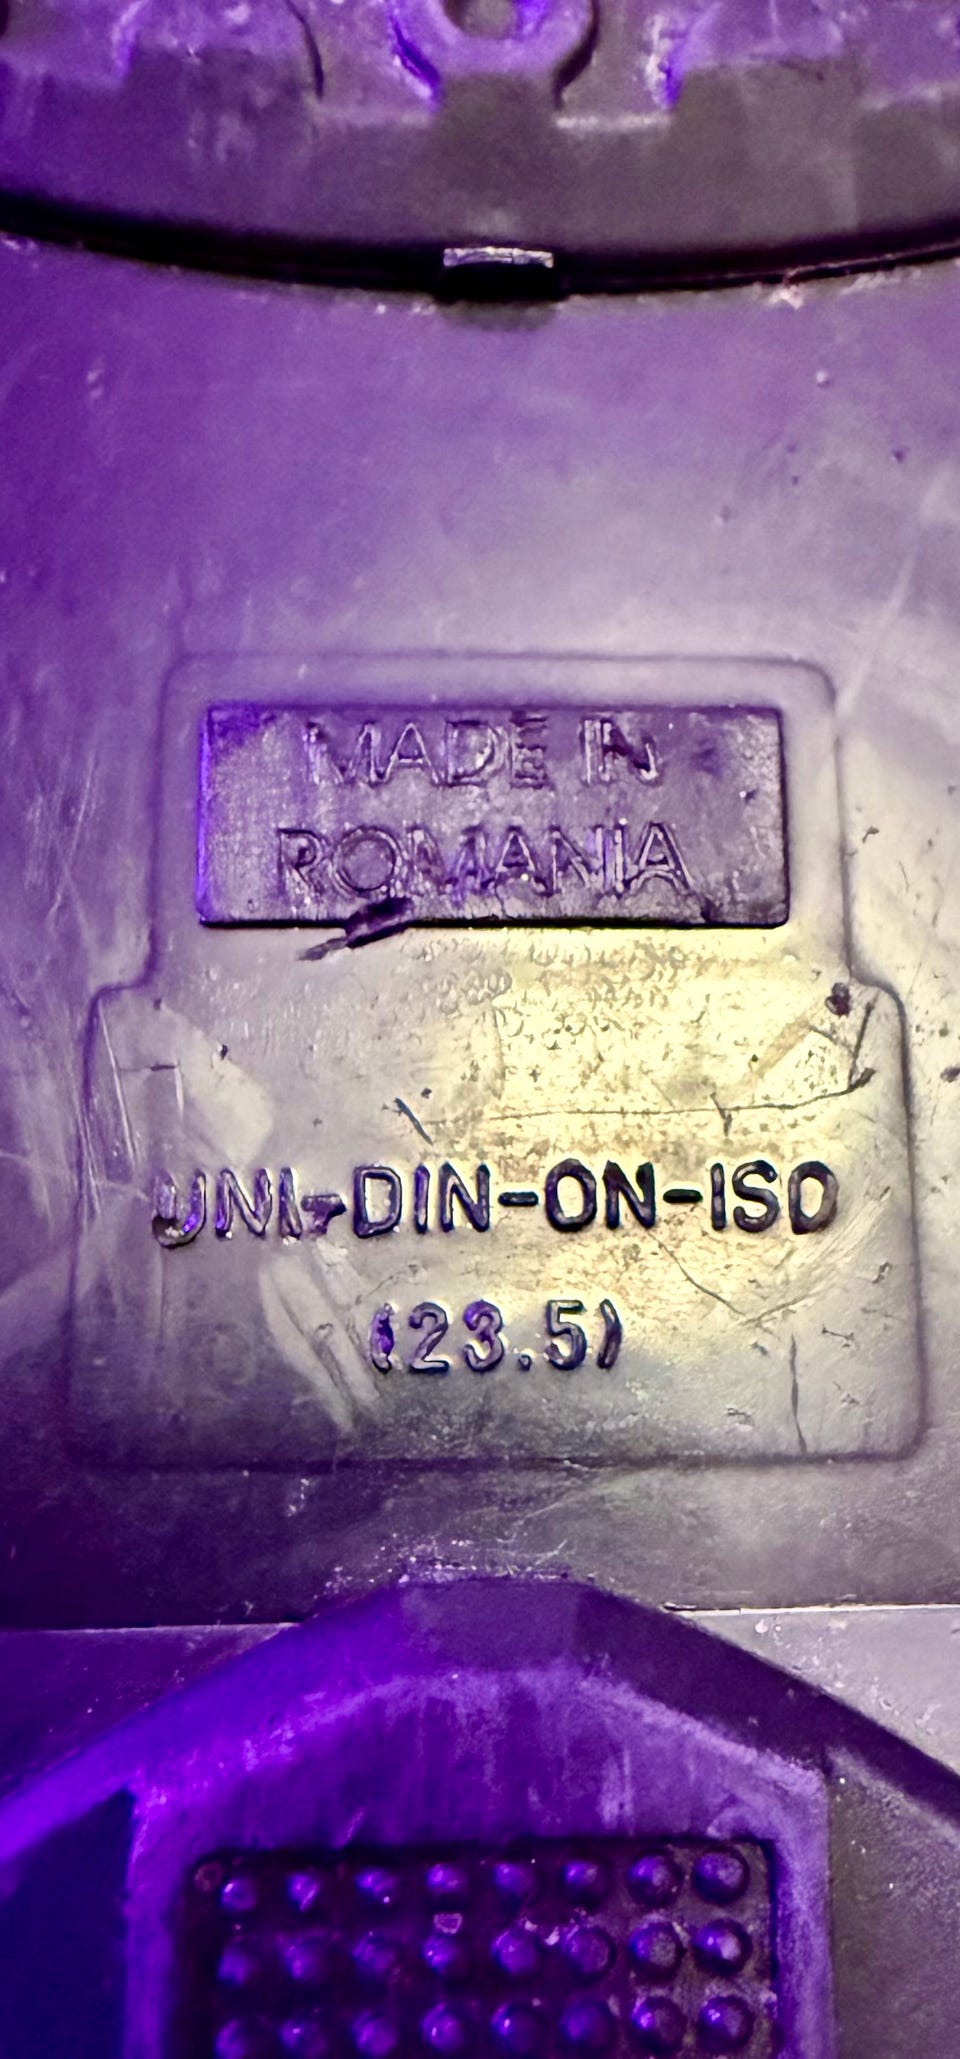 MADE IN
ROMANIA
UNI-DIN-ON-ISO
(23.5)